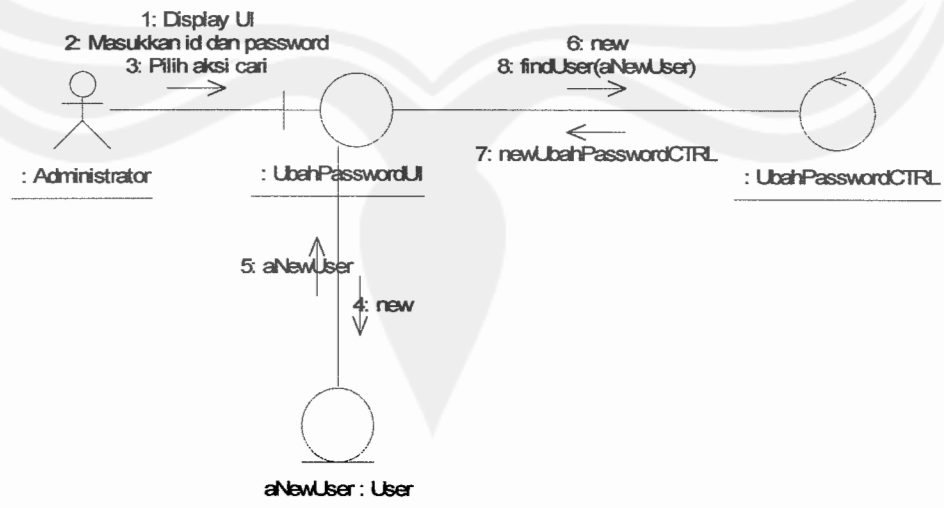 1: Display UI
2: Masukkan id dan password
3: Pilih aksi cari
6: new
8: findUser(aNewUser)
7: newUbahPasswordCTRL
: Administrator
: UbahPasswordUI
: UbahPasswordCTRL
5: aNewUser
4: new
aNewUser : User